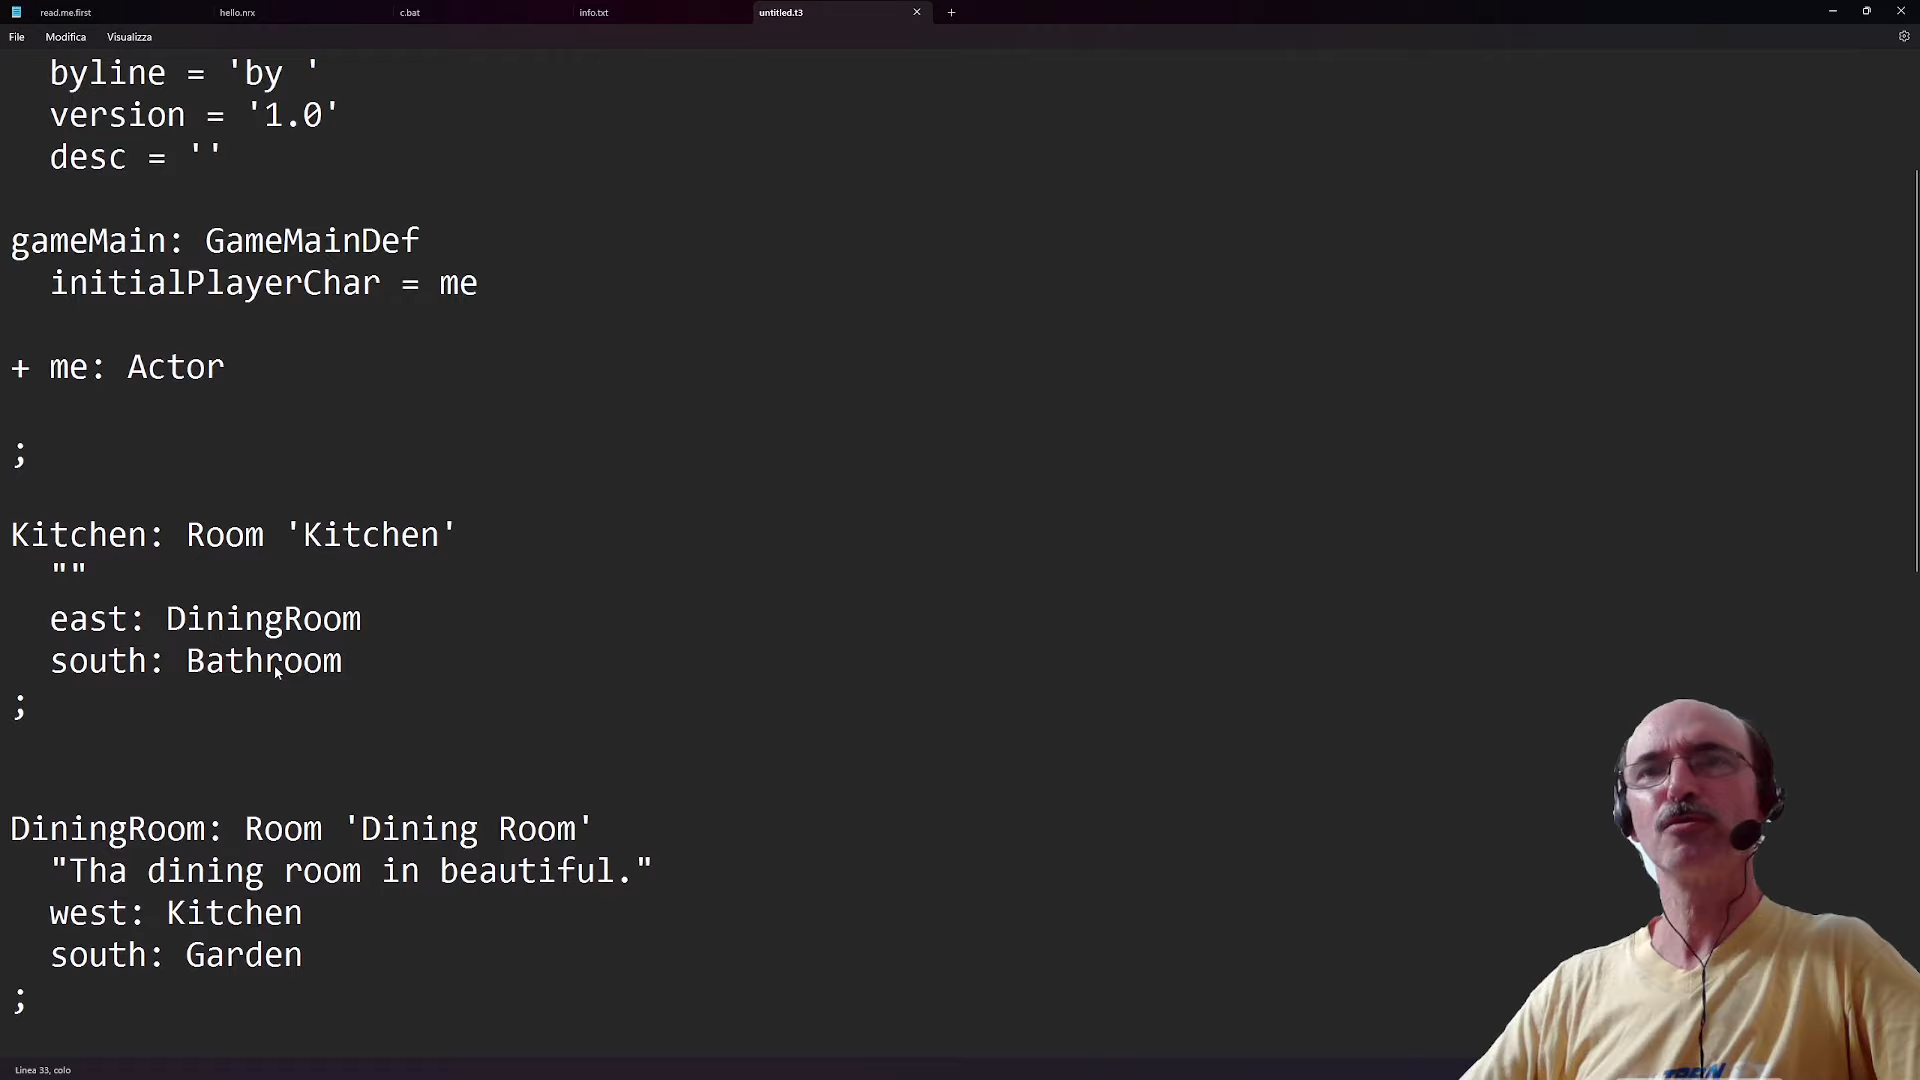 read.me.first hello.nrx c.bat info.txt untitled.t3
File Modifica Visualizza
byline = 'by '
version = '1.0'
desc = ''
gameMain: GameMainDef
initialPlayerChar = me
+ me: Actor
;
Kitchen: Room 'Kitchen'
""
east: DiningRoom
south: Bathroom
;
DiningRoom: Room 'Dining Room'
"Tha dining room in beautiful."
west: Kitchen
south: Garden
;
Linea 33, colo